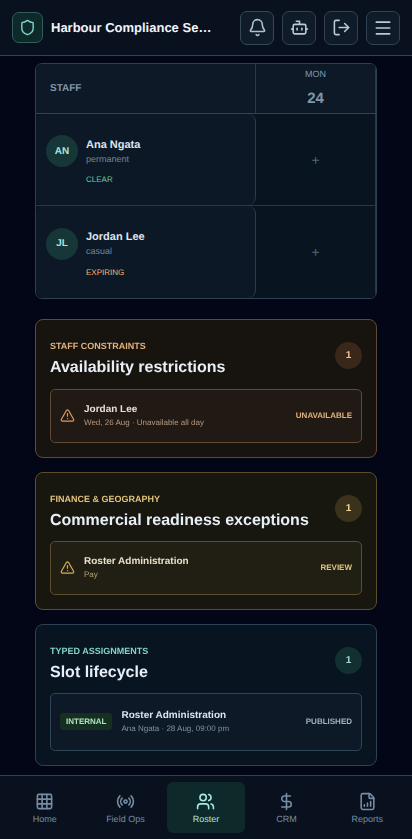 Harbour Compliance Se...
STAFF
MON
24
AN
Ana Ngata
permanent
CLEAR
+
JL
Jordan Lee
casual
EXPIRING
+
STAFF CONSTRAINTS
Availability restrictions
1
Jordan Lee
Wed, 26 Aug · Unavailable all day
UNAVAILABLE
FINANCE & GEOGRAPHY
Commercial readiness exceptions
1
Roster Administration
Pay
REVIEW
TYPED ASSIGNMENTS
Slot lifecycle
1
INTERNAL
Roster Administration
Ana Ngata · 28 Aug, 09:00 pm
PUBLISHED
Home
Field Ops
Roster
CRM
Reports